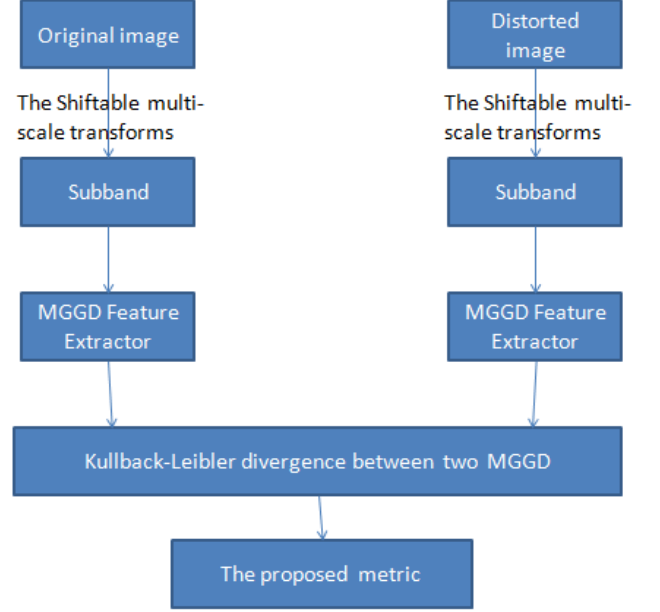 Original image
Distorted
image
The Shiftable multi-
scale transforms
The Shiftable multi-
scale transforms
Subband
Subband
MGGD Feature
Extractor
MGGD Feature
Extractor
Kullback-Leibler divergence between two MGGD
The proposed metric